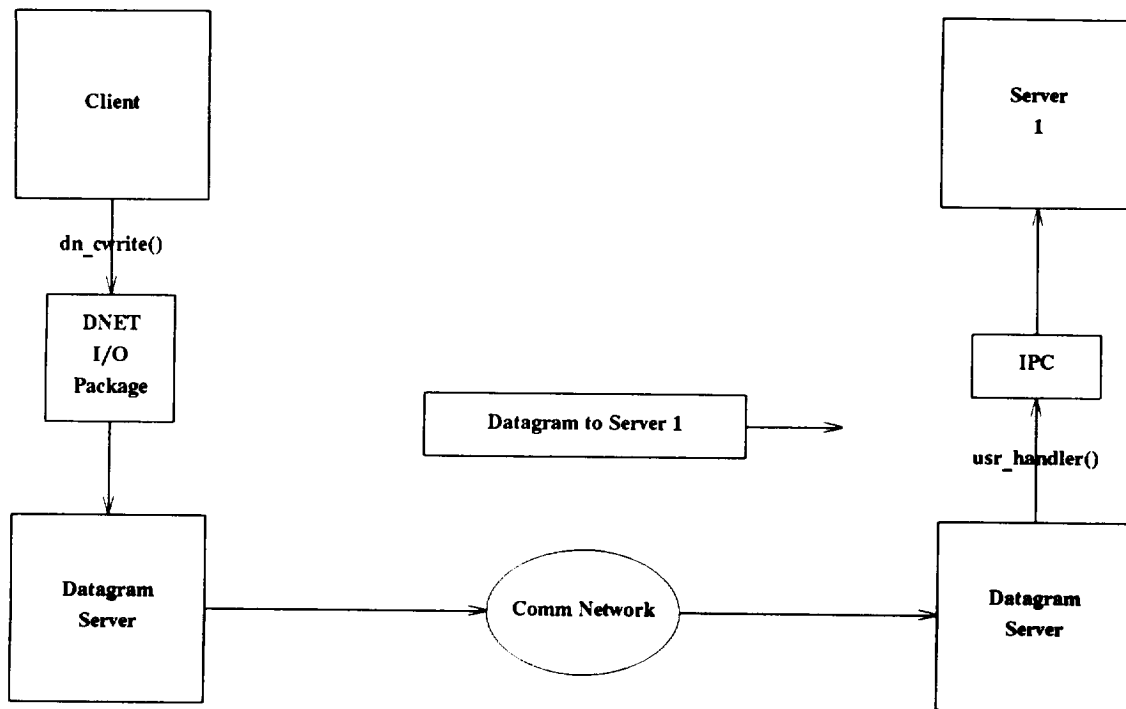 Client
Server
1
dn_cwrite()
DNET
I/O
Package
IPC
Datagram to Server 1
usr_handler()
Datagram
Server
Comm Network
Datagram
Server